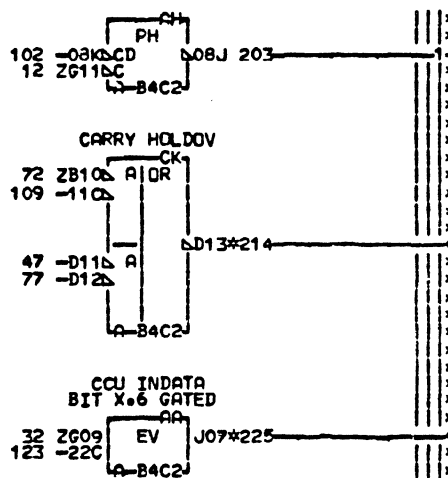 PH
102 -08K CD 08J 203
12 ZG11 C
A-B4C2
CARRY HOLDOV
CK
72 ZB10 A OR
109 -11C
D13*214
47 -D11 A
77 -D12
A-B4C2
CCU INDATA
BIT X.6 GATED
AA
32 ZG09 EV J07*225
123 -22C
A-B4C2